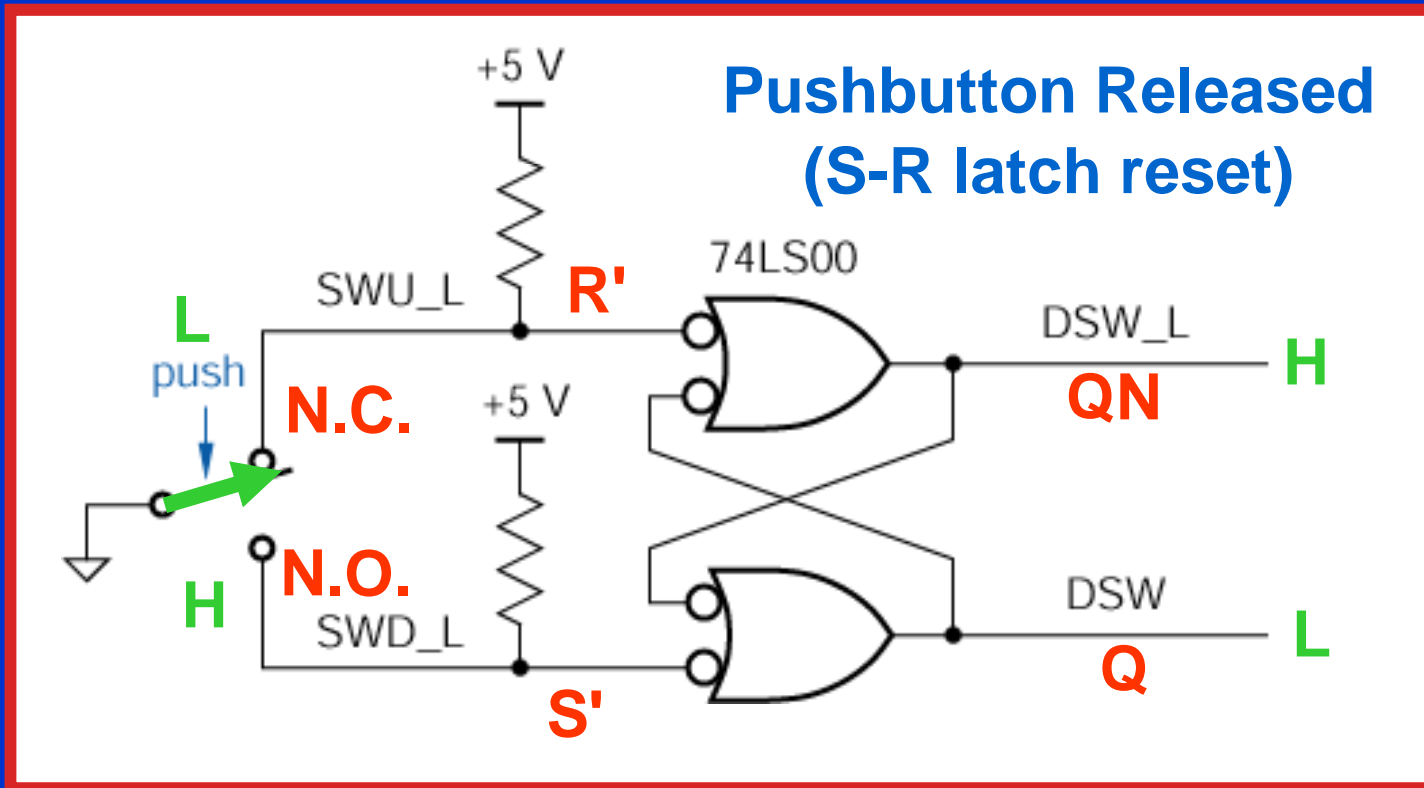 +5 V
Pushbutton Released
(S-R latch reset)
74LS00
SWU_L
R'
L
DSW_L
H
push
N.C.
+5 V
QN
N.O.
H
SWD_L
DSW
L
S'
Q